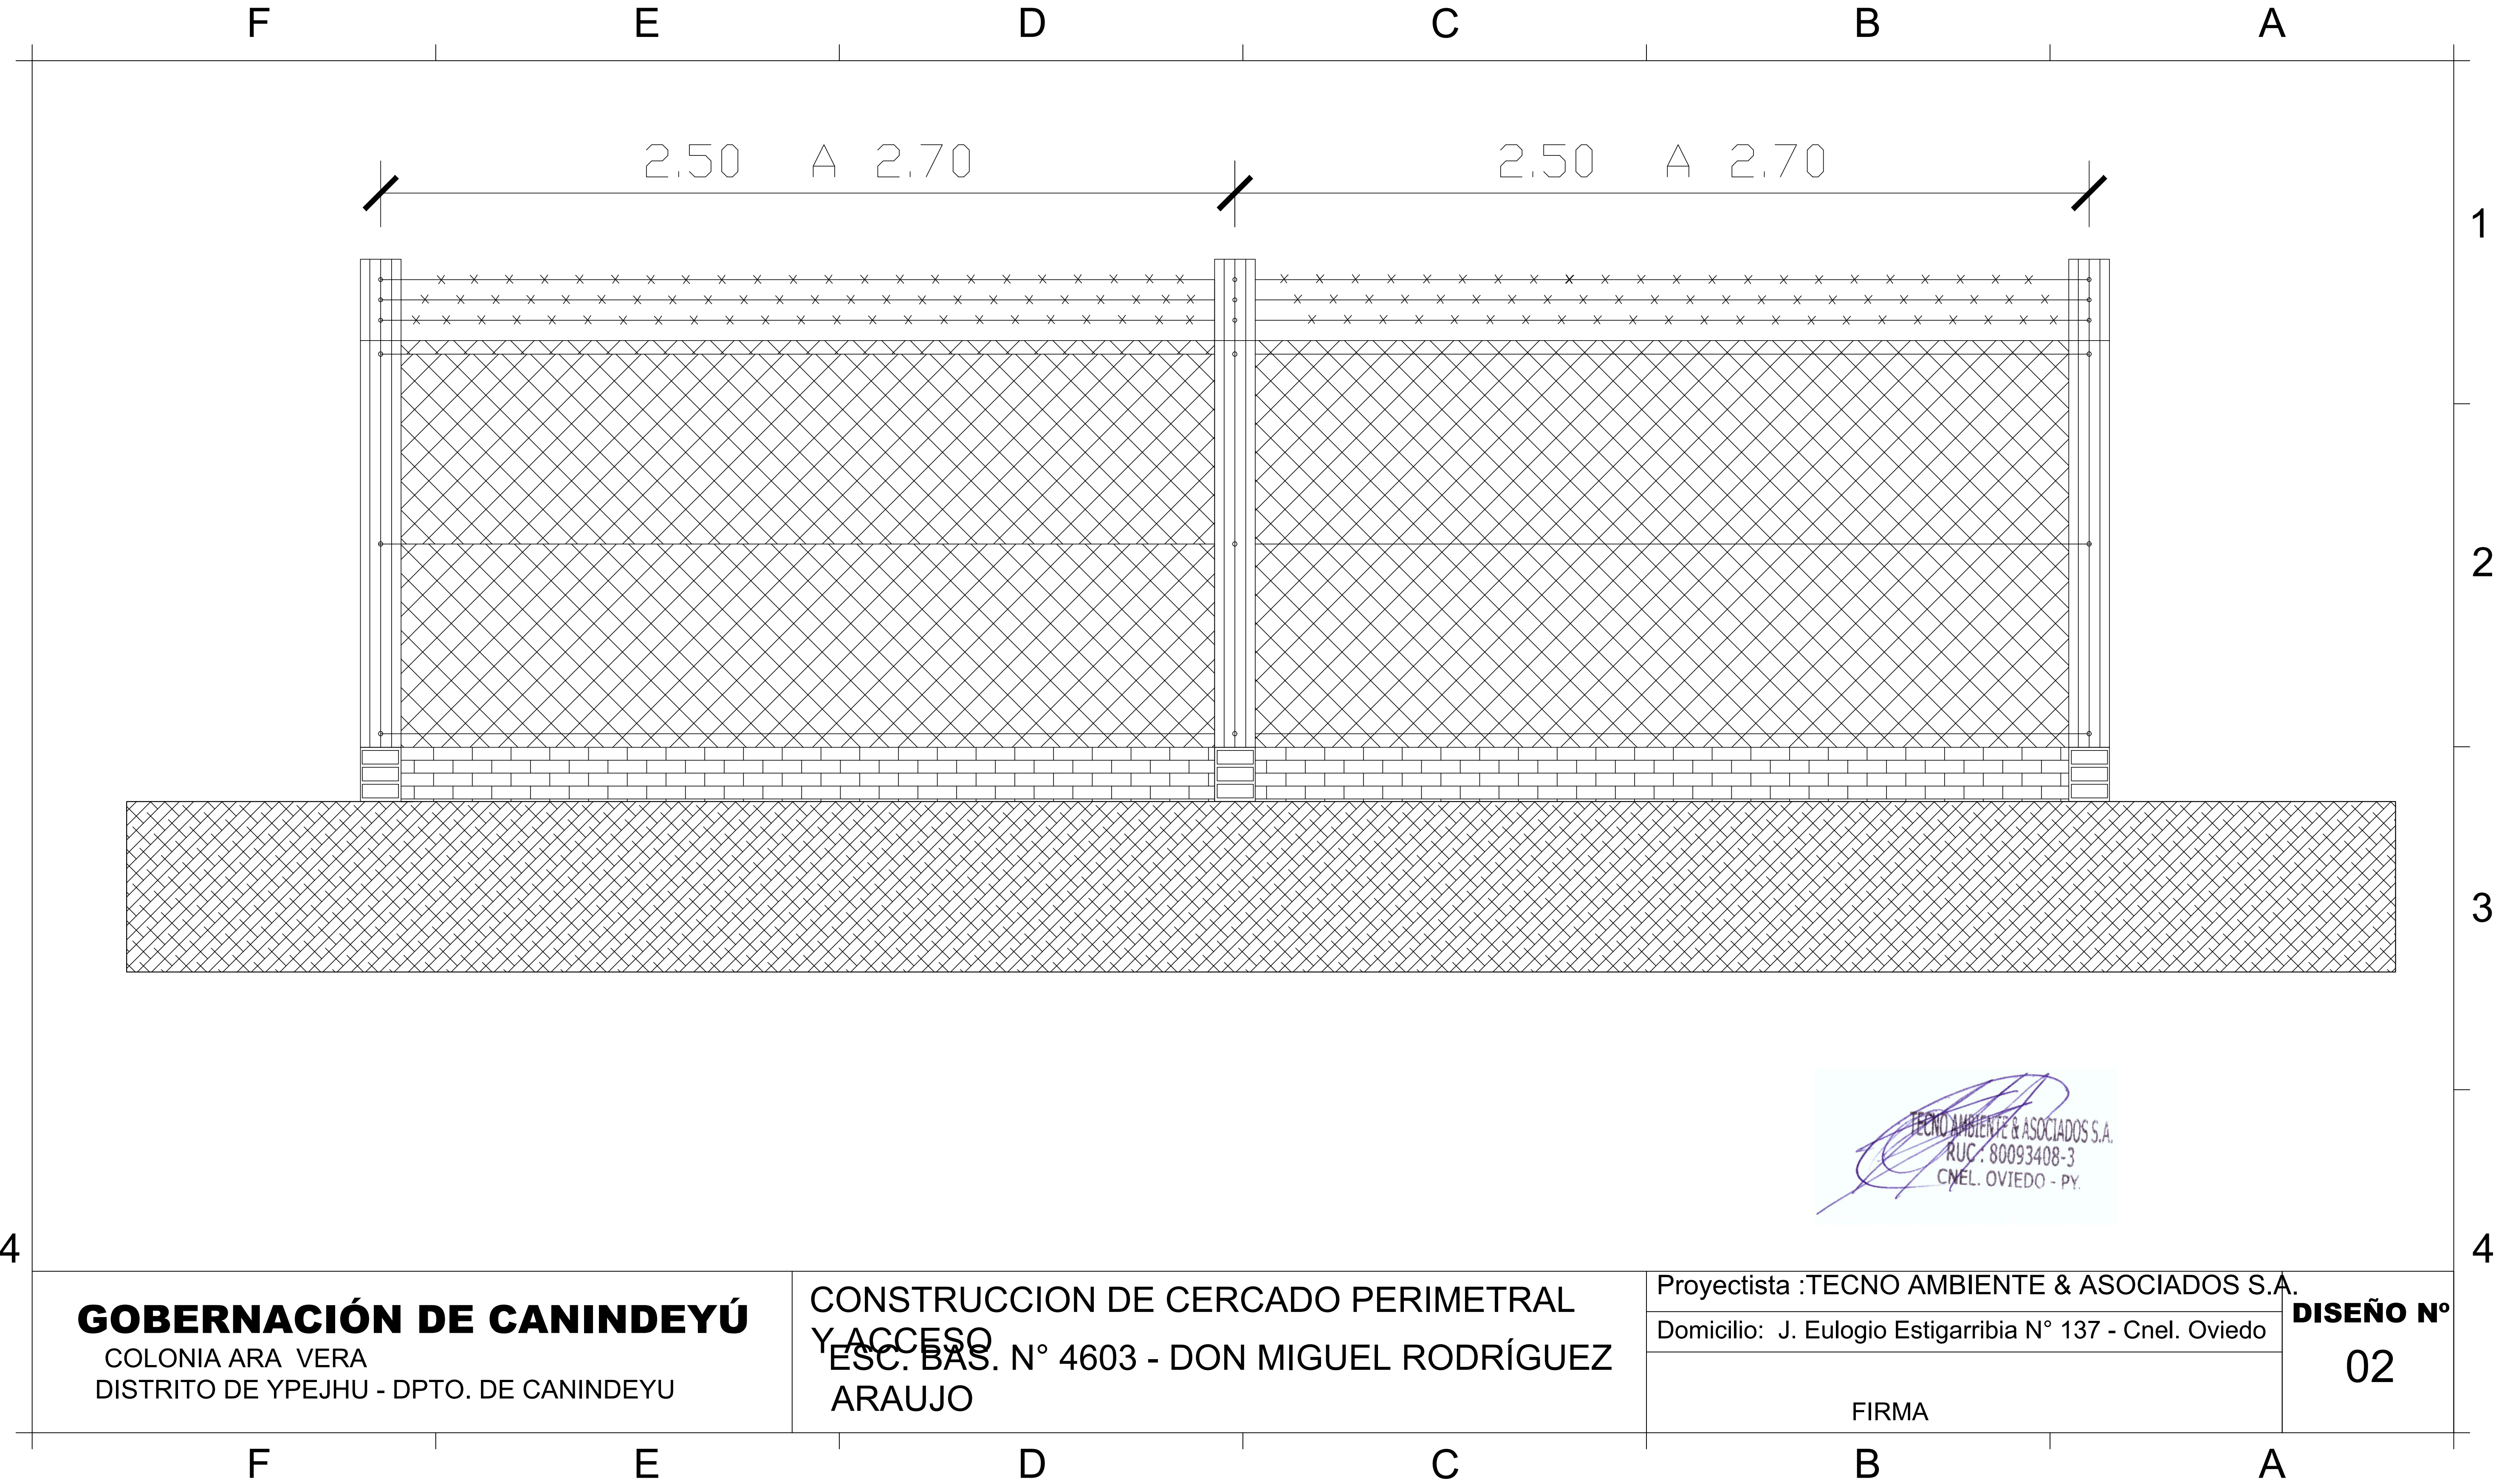 F E D C B A
2.50 A 2.70 2.50 A 2.70
1
2
3
TECNO AMBIENTE & ASOCIADOS S.A.
RUC : 80093408-3
CNEL. OVIEDO - PY.
4 4
GOBERNACIÓN DE CANINDEYÚ
COLONIA ARA VERA
DISTRITO DE YPEJHU - DPTO. DE CANINDEYU
CONSTRUCCION DE CERCADO PERIMETRAL
Y ACCESO
ESC. BAS. N° 4603 - DON MIGUEL RODRÍGUEZ
ARAUJO
Proyectista :TECNO AMBIENTE & ASOCIADOS S.A.
Domicilio: J. Eulogio Estigarribia N° 137 - Cnel. Oviedo
FIRMA
DISEÑO Nº
02
F E D C B A